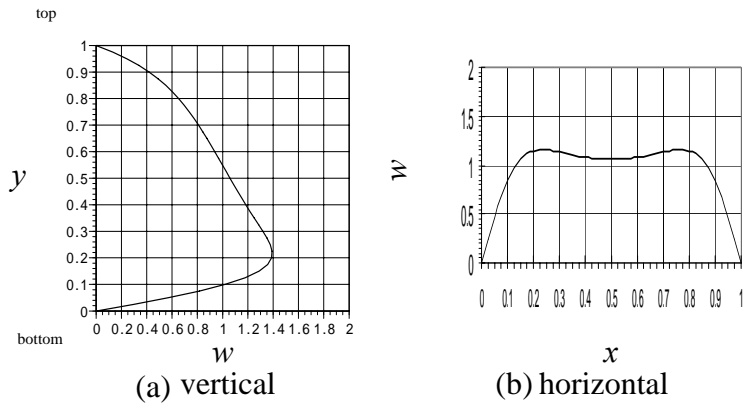 top
1
0.9
0.8
0.7
0.6
0.5
0.4
0.3
0.2
0.1
0
y
0 0.2 0.4 0.6 0.8 1 1.2 1.4 1.6 1.8 2
bottom
w
(a) vertical
2
1.5
1
0.5
0
w
0 0.1 0.2 0.3 0.4 0.5 0.6 0.7 0.8 0.9 1
x
(b) horizontal